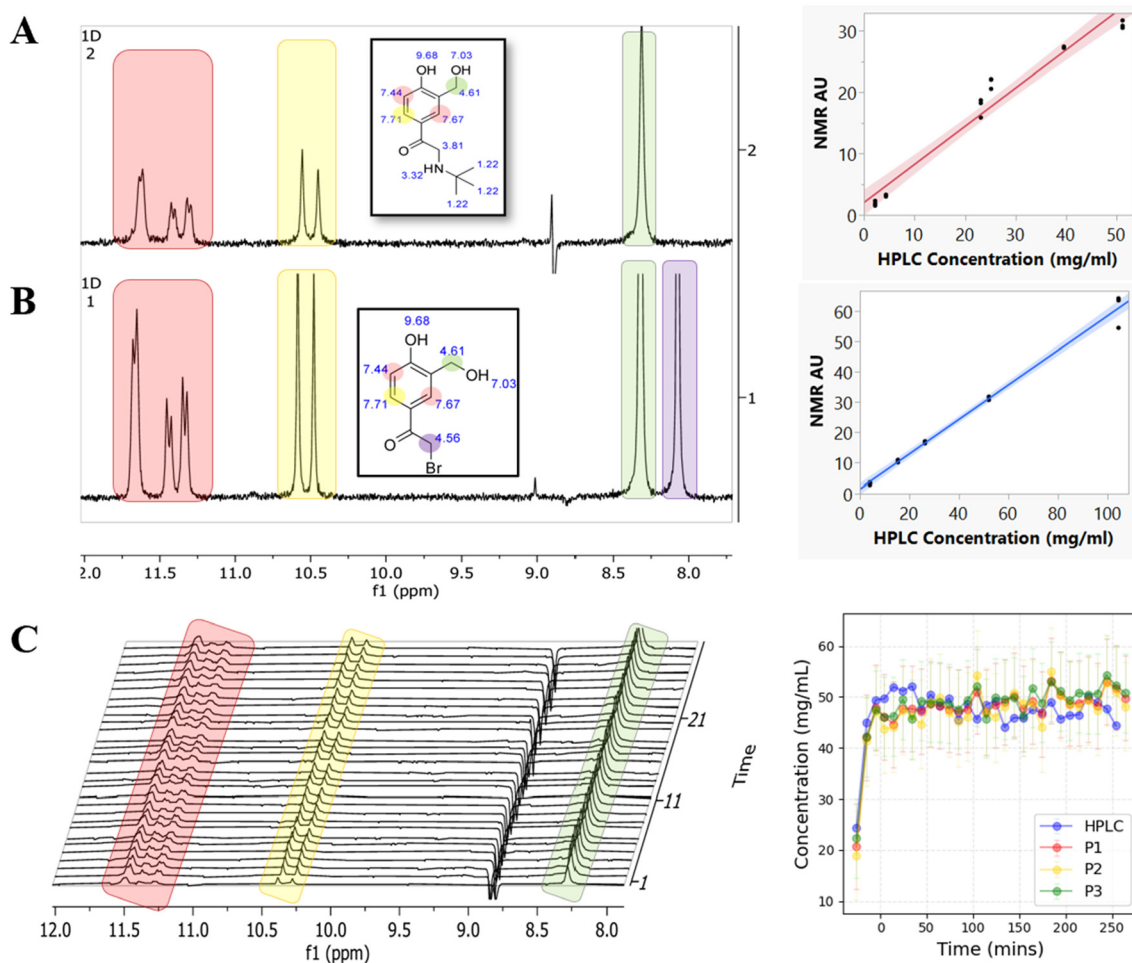 A
1D
2
9.68
7.03
OH
OH
7.44
4.61
7.71
7.67
O
3.81
HN
3.32
1.22
1.22
1.22
2
NMR AU
30
20
10
0
0 10 20 30 40 50
HPLC Concentration (mg/ml)
B
1D
1
9.68
OH
4.61
7.44
OH
7.03
7.71
7.67
O
4.56
Br
1
2.0 11.5 11.0 10.5 10.0 9.5 9.0 8.5 8.0
f1 (ppm)
NMR AU
60
50
40
30
20
10
0
0 20 40 60 80 100
HPLC Concentration (mg/ml)
C
21
Time
11
1
12.0 11.5 11.0 10.5 10.0 9.5 9.0 8.5 8.0
f1 (ppm)
Concentration (mg/mL)
60
50
40
30
20
10
HPLC
P1
P2
P3
0 50 100 150 200 250
Time (mins)